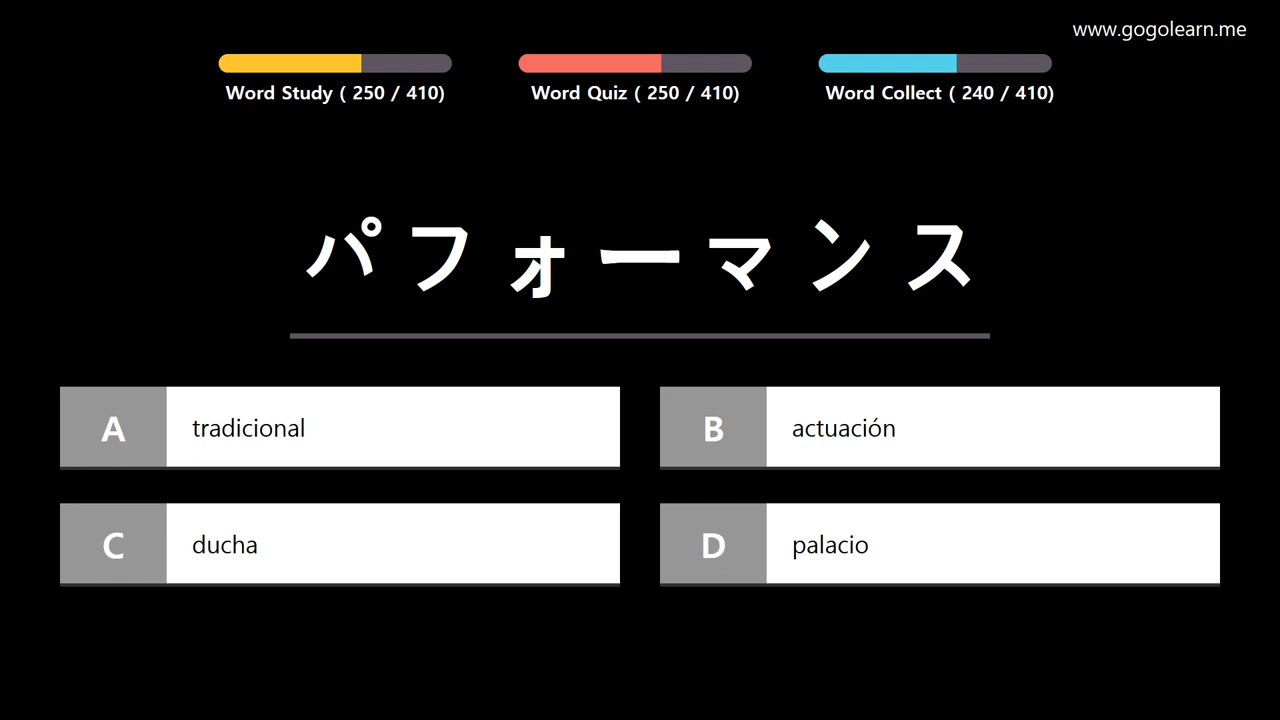 www.gogolearn.me
Word Study ( 250 / 410)
Word Quiz ( 250 / 410)
Word Collect ( 240 / 410)
パフォーマンス
A tradicional
B actuación
C ducha
D palacio